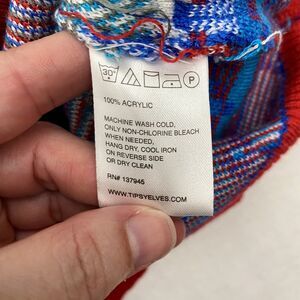 30° P
100% ACRYLIC
MACHINE WASH COLD,
ONLY NON-CHLORINE BLEACH
WHEN NEEDED,
HANG DRY, COOL IRON
ON REVERSE SIDE
OR DRY CLEAN
RN# 137945
WWW.TIPSYELVES.COM